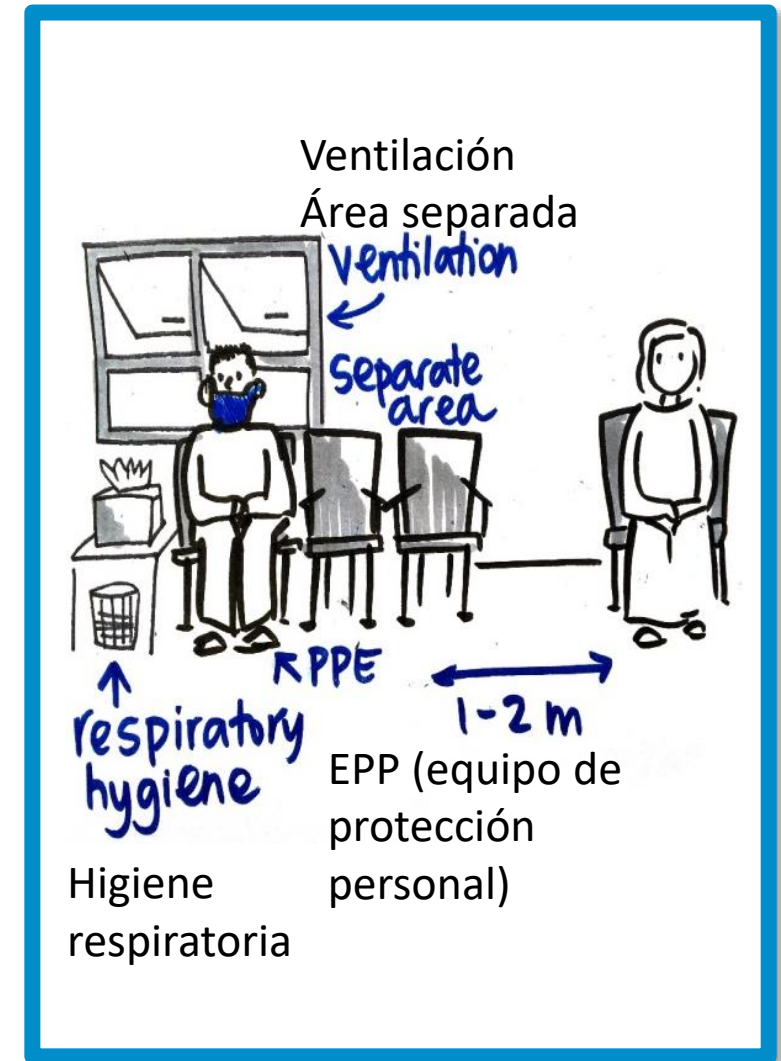 Ventilación
Área separada
ventilation
separate
area
PPE
1-2 m
respiratory
hygiene
EPP (equipo de
protección
personal)
Higiene
respiratoria